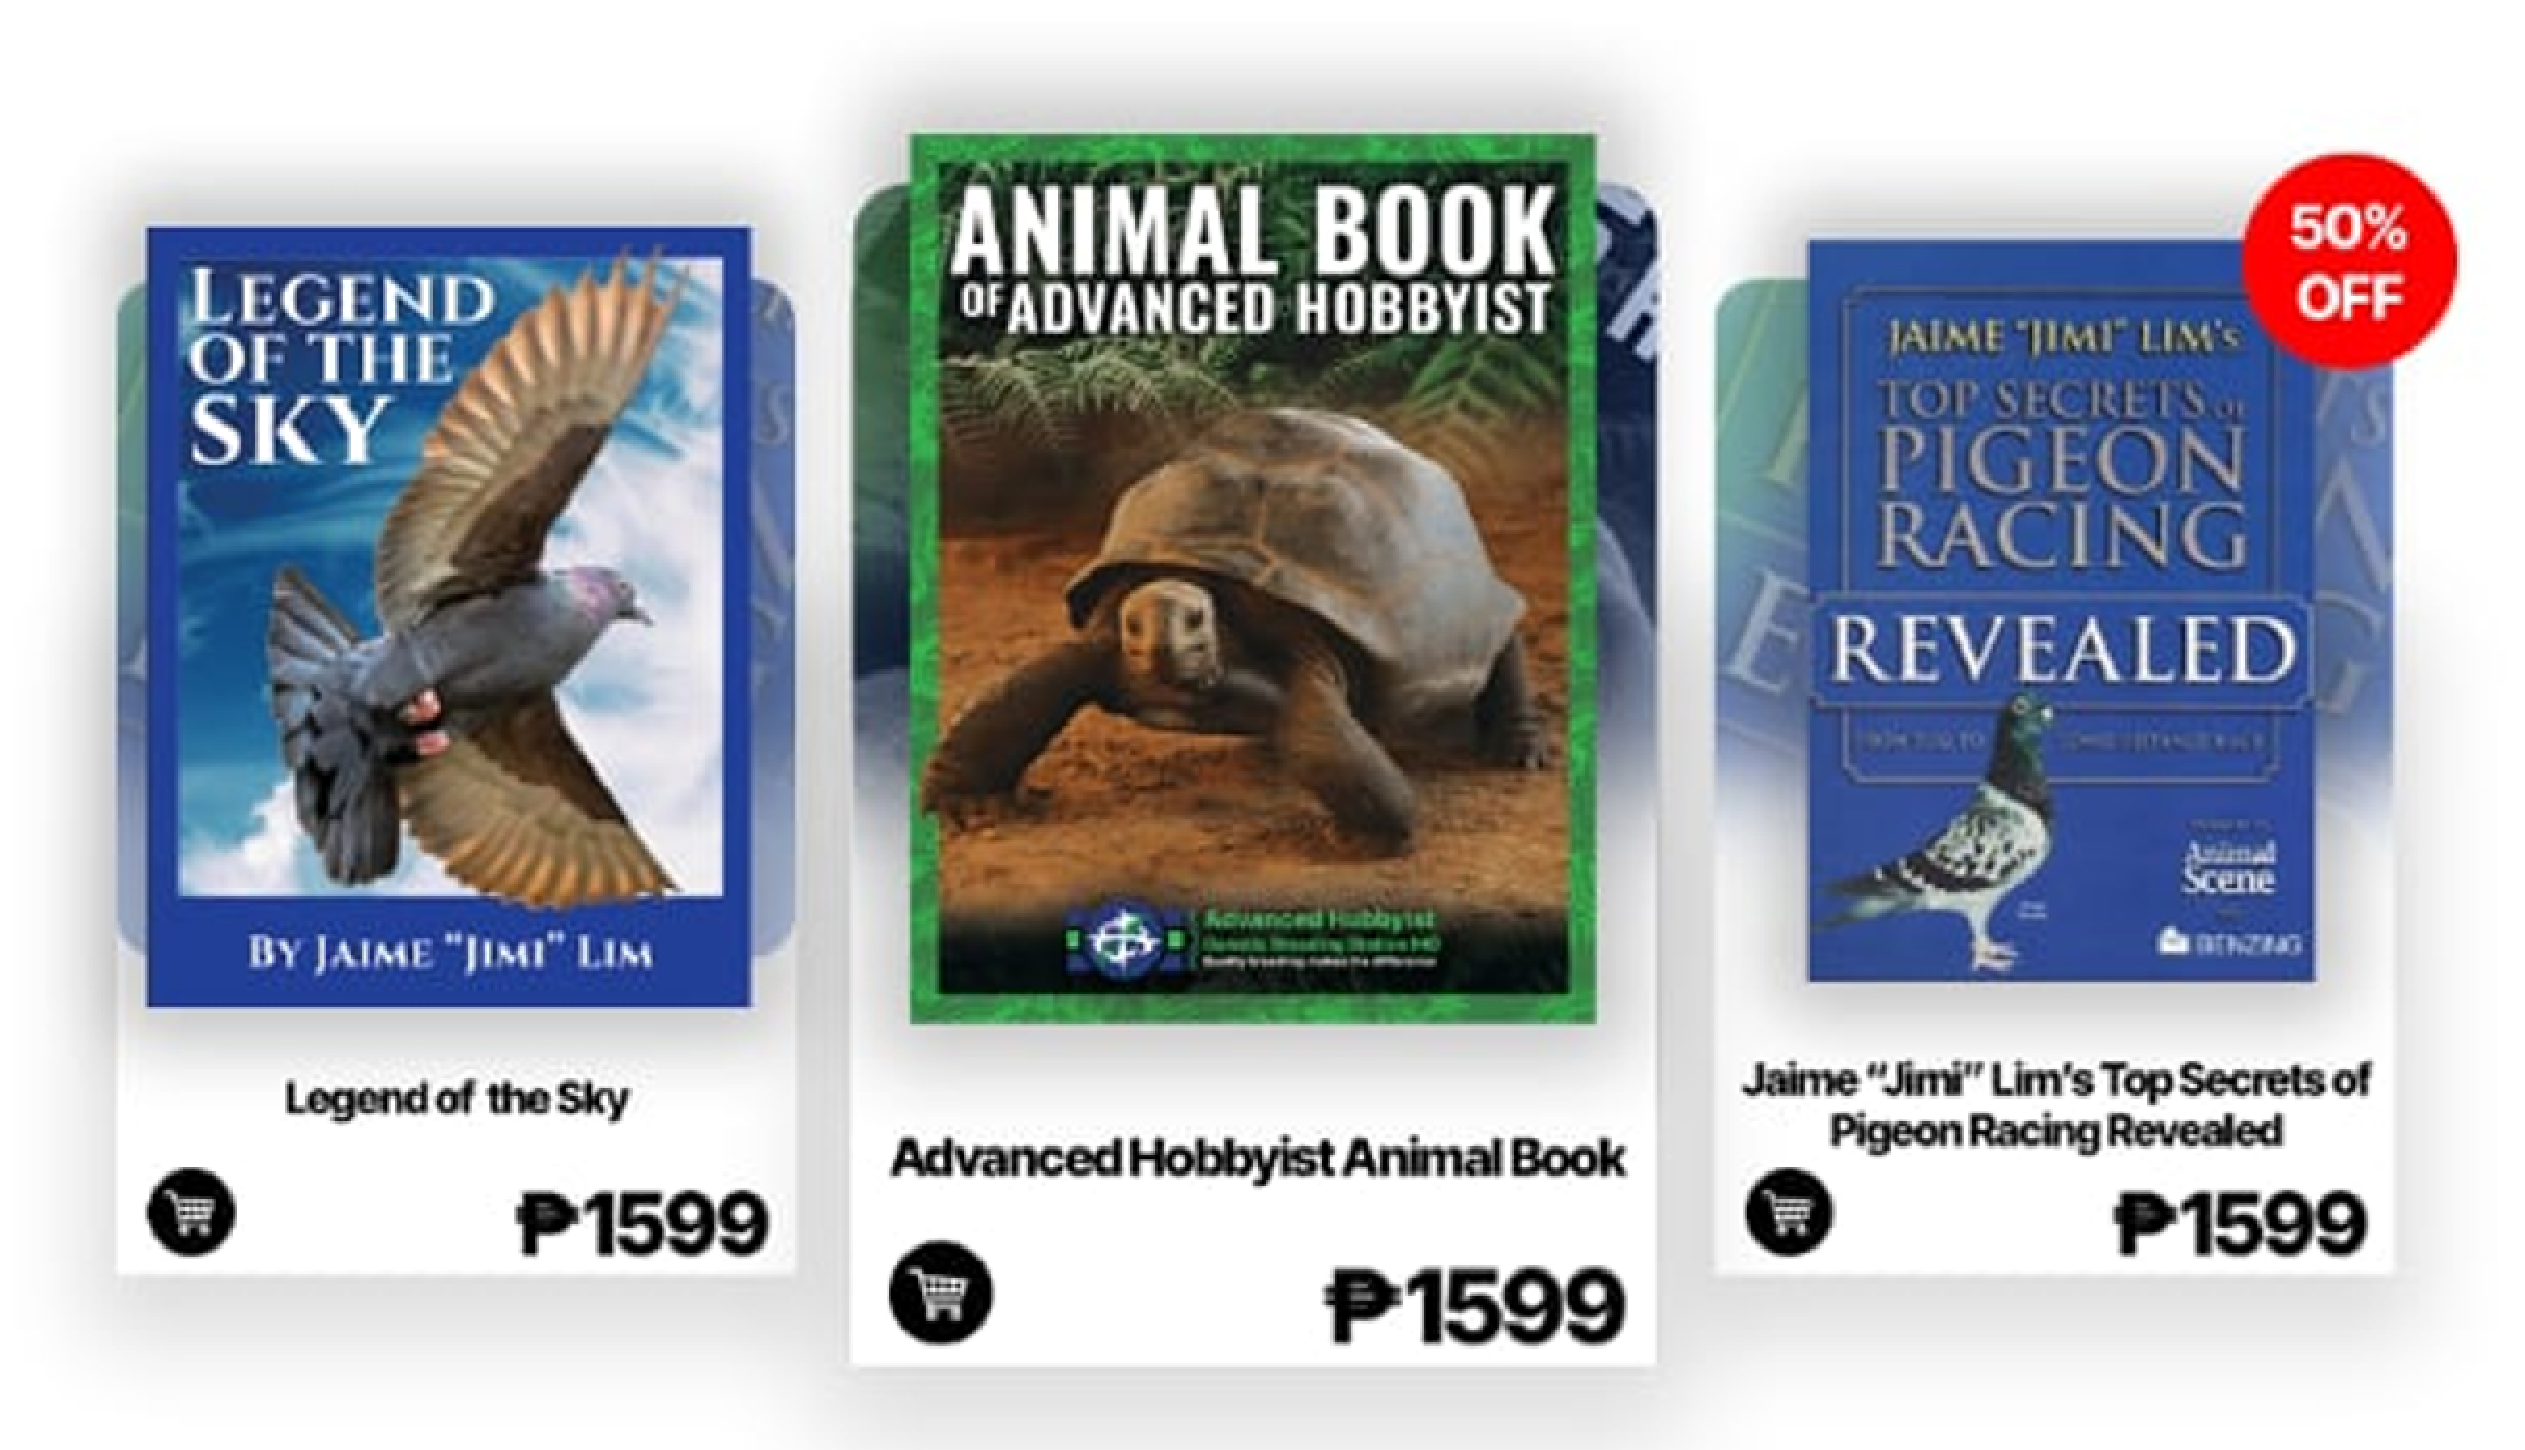 LEGEND
OF THE
SKY
BY JAIME "JIMI" LIM
Legend of the Sky
₱1599
ANIMAL BOOK
OF ADVANCED HOBBYIST
Advanced Hobbyist
Advanced Hobbyist Animal Book
₱1599
50%
OFF
JAIME "JIMI" LIM's
TOP SECRETS of
PIGEON
RACING
REVEALED
Animal
Scene
BENZING
Jaime “Jimi” Lim’s Top Secrets of
Pigeon Racing Revealed
₱1599